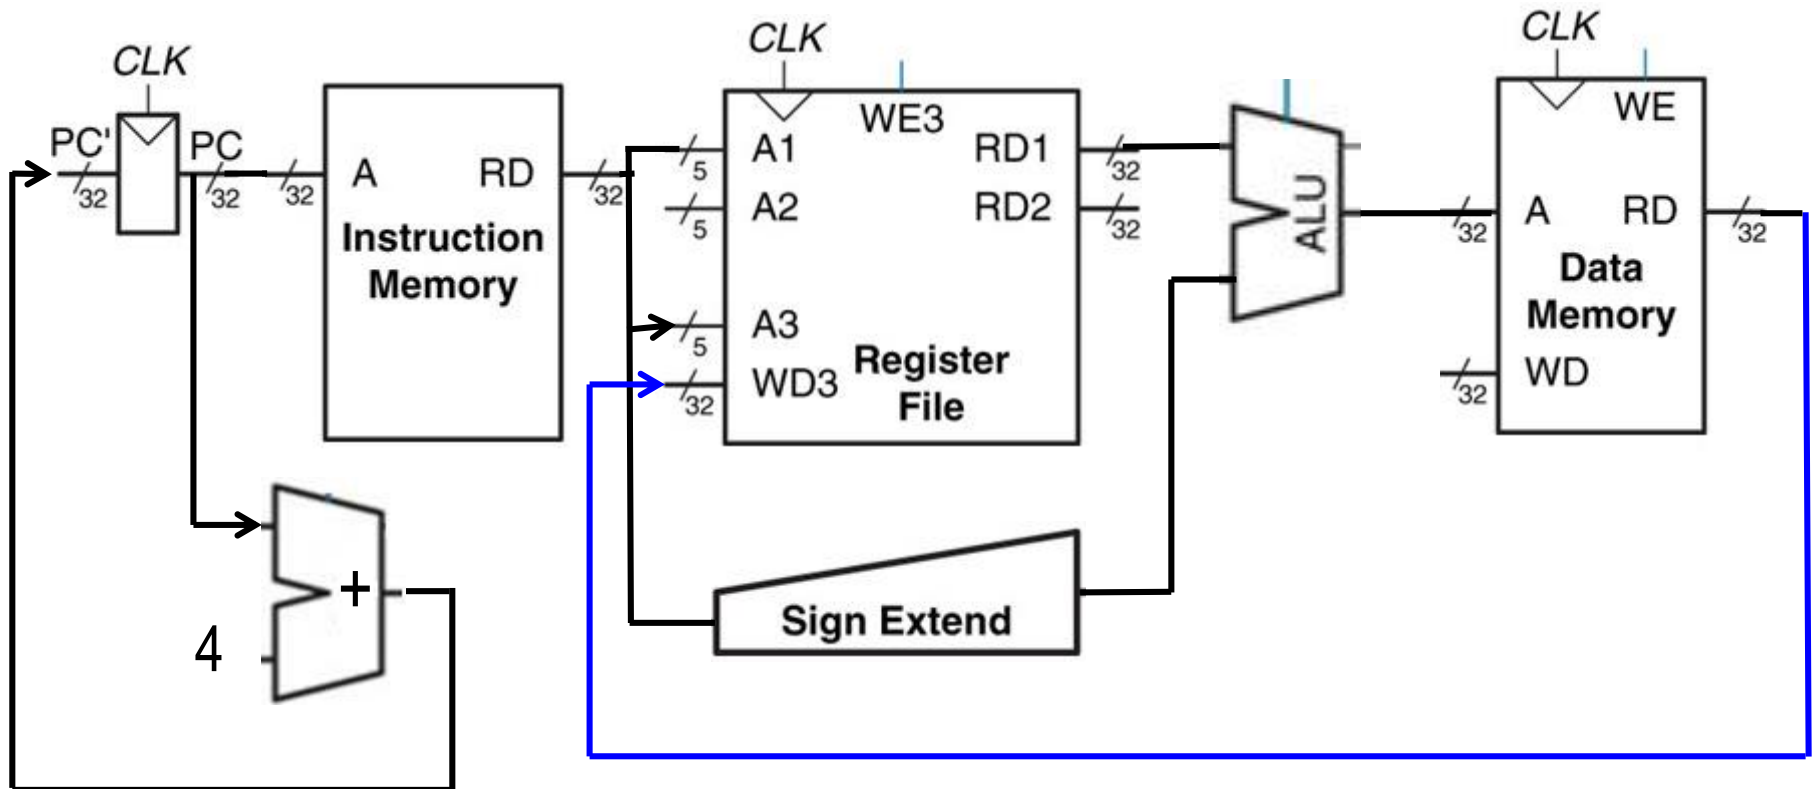 CLK
PC'
32
PC
32
32
A
RD
32
Instruction
Memory
CLK
WE3
5
A1
RD1
32
5
A2
RD2
32
5
A3
32
WD3
Register
File
ALU
CLK
WE
32
A
RD
32
Data
Memory
32
WD
4
+
Sign Extend